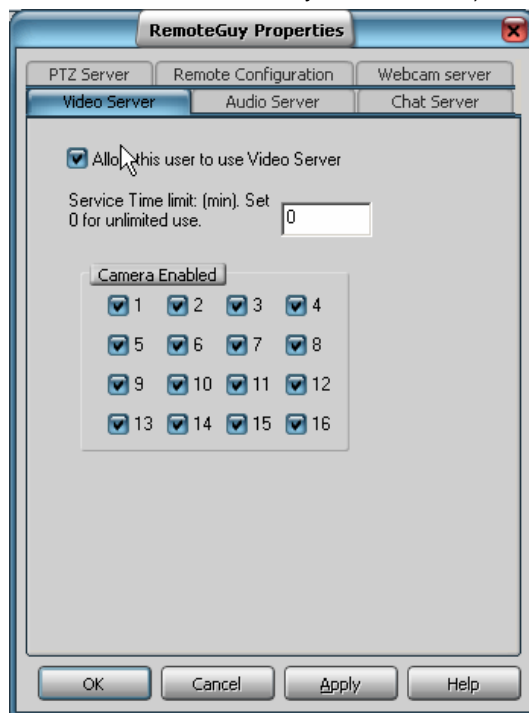 RemoteGuy Properties
PTZ Server Remote Configuration Webcam server
Video Server Audio Server Chat Server
Allow this user to use Video Server
Service Time limit: (min). Set
0 for unlimited use.
0
Camera Enabled
1 2 3 4
5 6 7 8
9 10 11 12
13 14 15 16
OK Cancel Apply Help